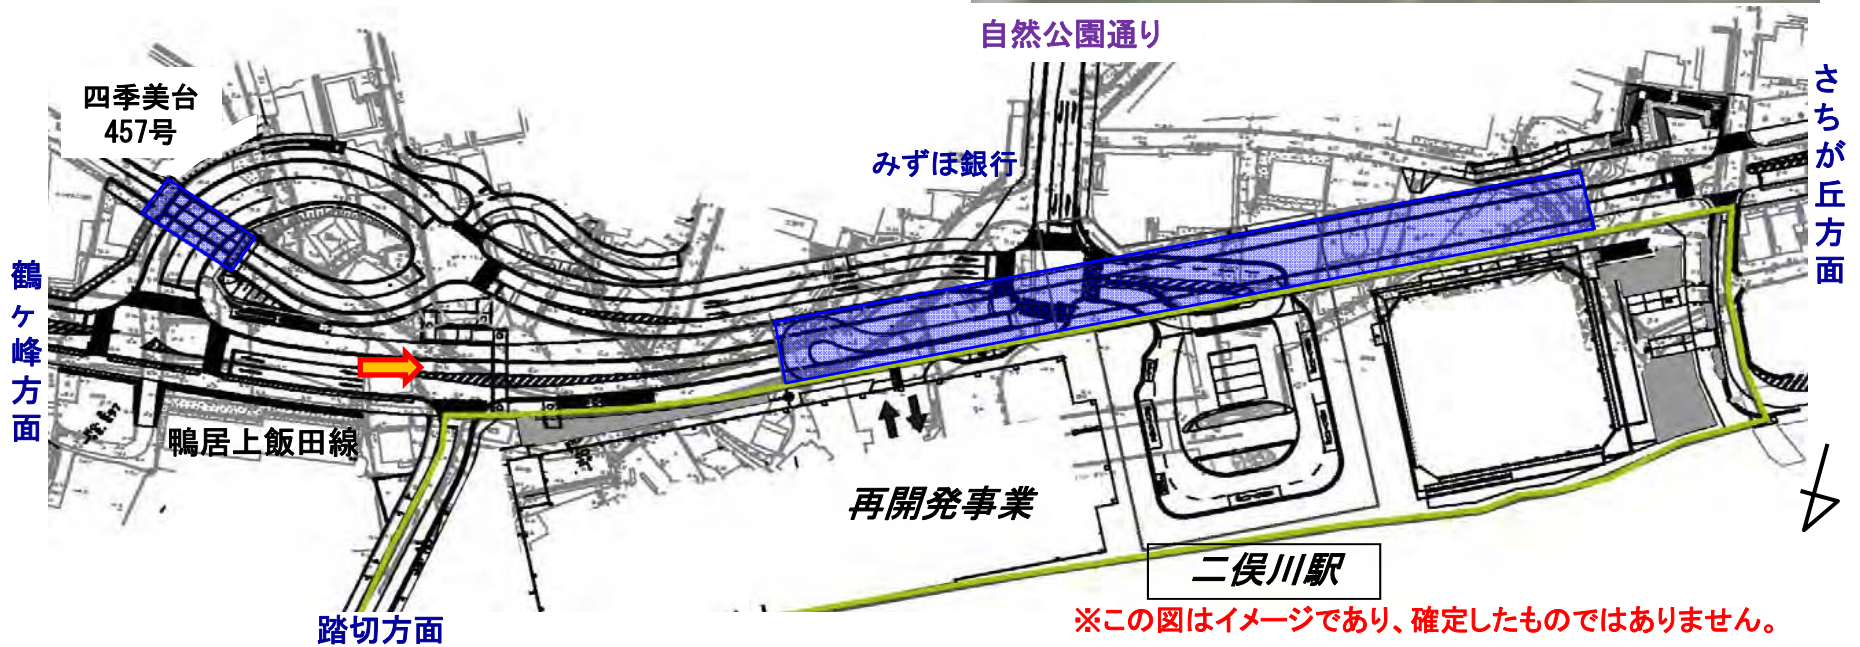 自然公園通り
四季美台
457号
みずほ銀行
さちが丘方面
鶴ヶ峰方面
鴨居上飯田線
再開発事業
二俣川駅
踏切方面
※この図はイメージであり、確定したものではありません。